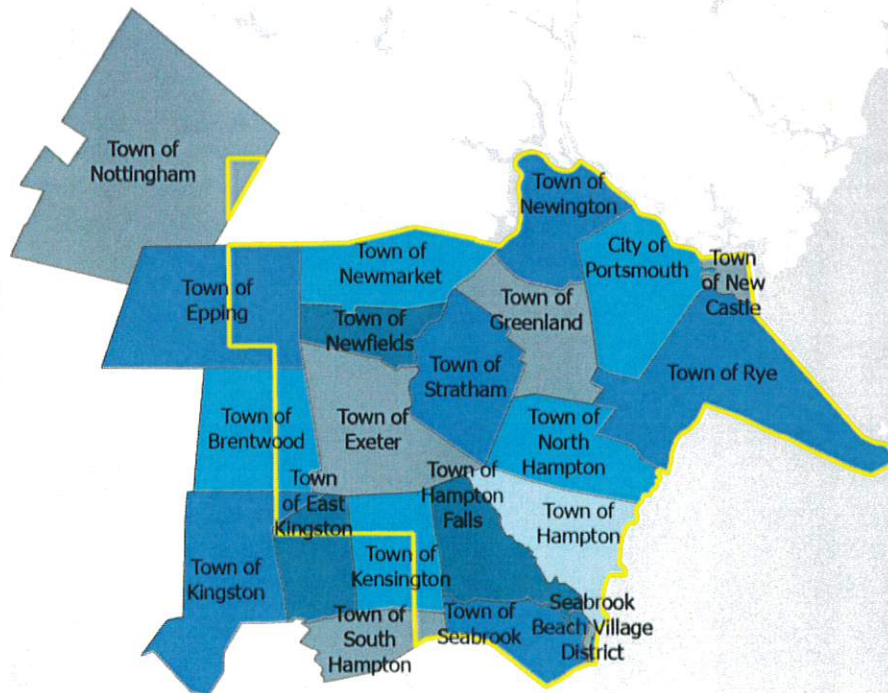 Town of
Nottingham
Town of
Newington
City of
Portsmouth
Town
of New
Castle
Town of
Newmarket
Town of
Epping
Town of
Greenland
Town of
Newfields
Town of
Stratham
Town of Rye
Town of
Brentwood
Town of
Exeter
Town of
North
Hampton
Town of
Hampton
Falls
Town
of East
Kingston
Town of
Hampton
Town of
Kingston
Town of
Kensington
Town of
South
Hampton
Town of
Seabrook
Seabrook
Beach Village
District